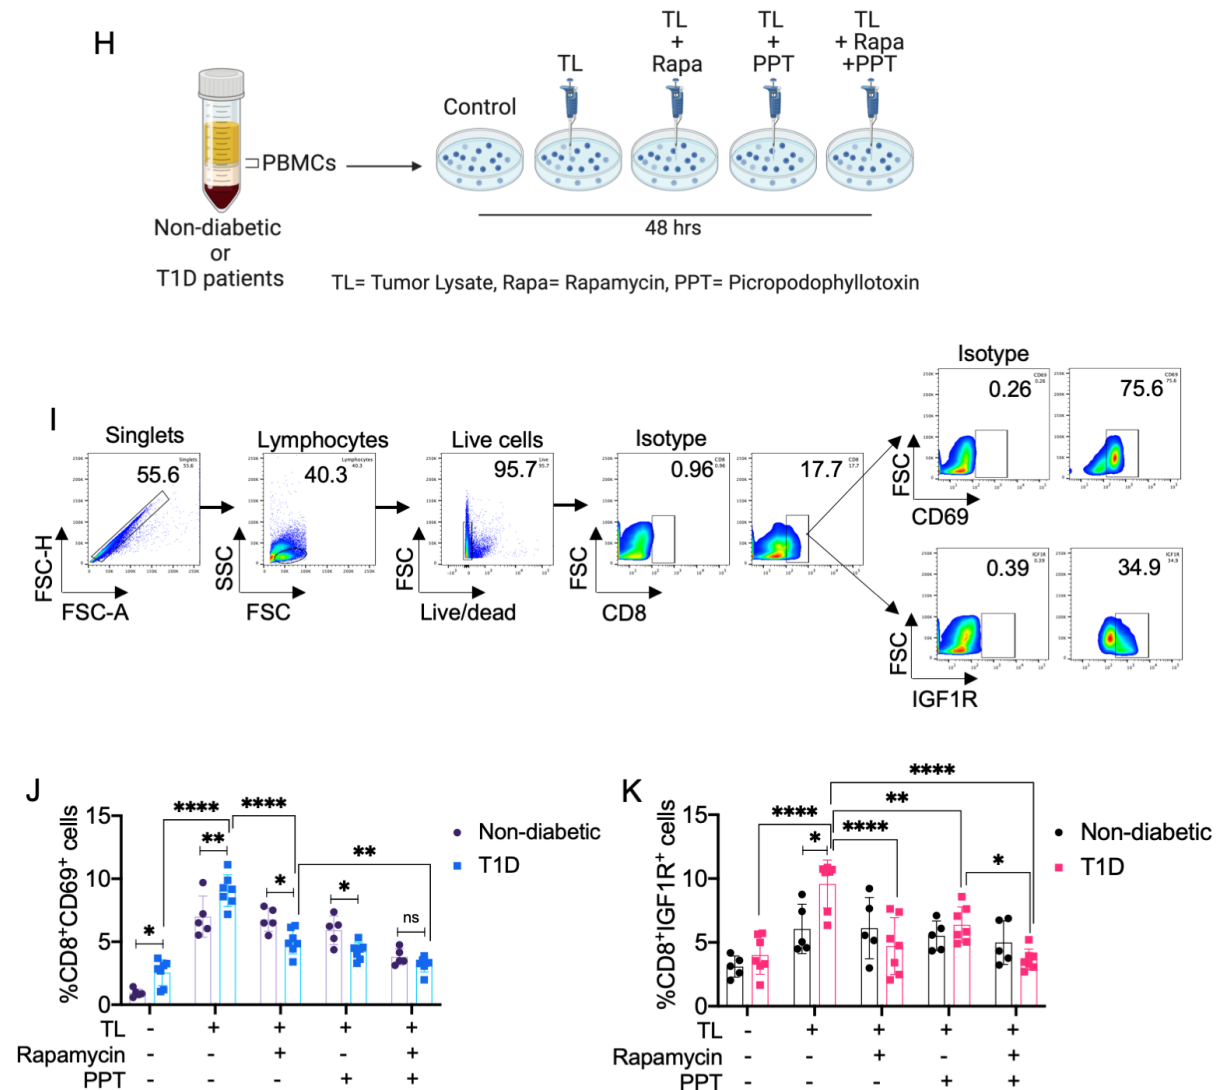 H
Control
TL
TL
+
Rapa
TL
+
PPT
TL
+ Rapa
+PPT
PBMCs
Non-diabetic
or
T1D patients
48 hrs
TL= Tumor Lysate, Rapa= Rapamycin, PPT= Picropodophyllotoxin
I
Singlets
55.6
FSC-H
FSC-A
Lymphocytes
40.3
SSC
FSC
Live cells
95.7
FSC
Live/dead
Isotype
0.96
17.7
FSC
CD8
Isotype
0.26
75.6
FSC
CD69
0.39
34.9
FSC
IGF1R
J
%CD8+CD69+ cells
15
10
5
0
* **** ** **** * * ** ns
Non-diabetic
T1D
TL - + + + +
Rapamycin - - + - +
PPT - - - + +
K
%CD8+IGF1R+ cells
15
10
5
0
**** * **** ** **** *
Non-diabetic
T1D
TL - + + + +
Rapamycin - - + - +
PPT - - - + +